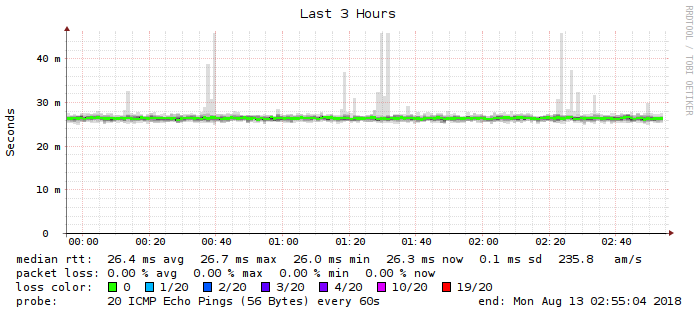 Last 3 Hours
RRDTOOL / TOBI OETIKER
Seconds
40 m
30 m
20 m
10 m
0
00:00 00:20 00:40 01:00 01:20 01:40 02:00 02:20 02:40
median rtt: 26.4 ms avg 26.7 ms max 26.0 ms min 26.3 ms now 0.1 ms sd 235.8 am/s
packet loss: 0.00 % avg 0.00 % max 0.00 % min 0.00 % now
loss color: 0 1/20 2/20 3/20 4/20 10/20 19/20
probe: 20 ICMP Echo Pings (56 Bytes) every 60s end: Mon Aug 13 02:55:04 2018